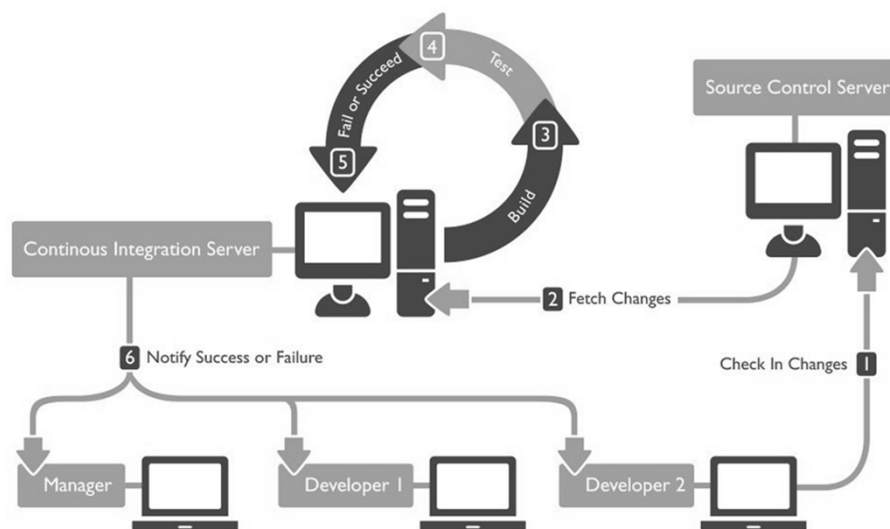 4
Test
Fail or Succeed
Source Control Server
3
5
Build
Continous Integration Server
2 Fetch Changes
6 Notify Success or Failure
Check In Changes 1
Manager
Developer 1
Developer 2